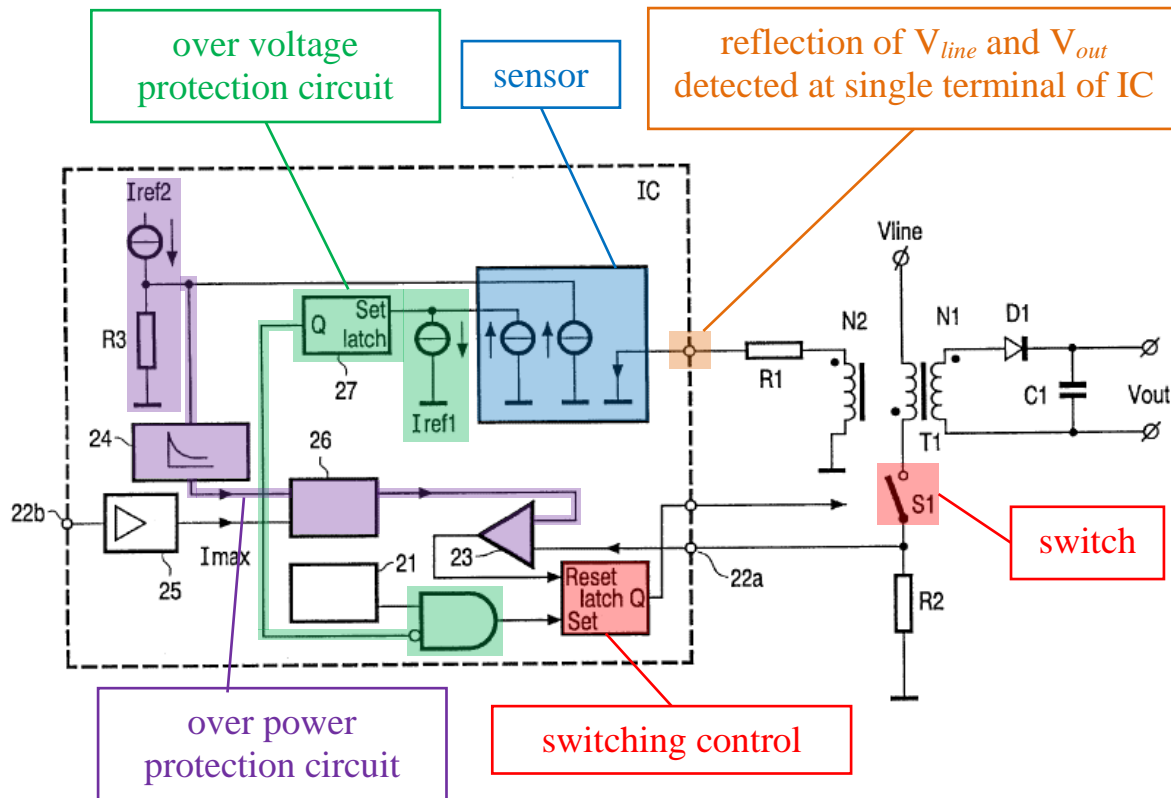 over voltage
protection circuit
sensor
reflection of Vline and Vout
detected at single terminal of IC
Iref2
IC
Vline
Q
Set
latch
R3
27
Iref1
N2
N1
D1
R1
C1
Vout
T1
24
26
S1
22b
25
Imax
23
22a
switch
21
Reset
latch Q
Set
R2
over power
protection circuit
switching control